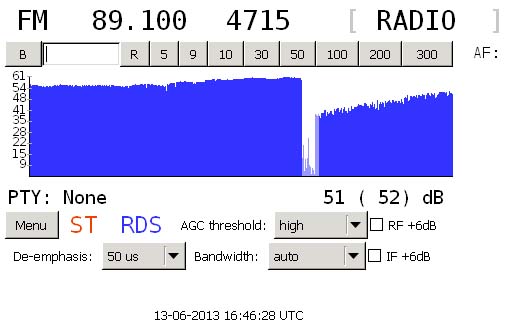 FM 89.100 4715 [ RADIO ]
B R 5 9 10 30 50 100 200 300 AF:
61
54
48
41
35
28
22
15
9
PTY: None 51 ( 52) dB
Menu ST RDS AGC threshold: high RF +6dB
De-emphasis: 50 us Bandwidth: auto IF +6dB
13-06-2013 16:46:28 UTC